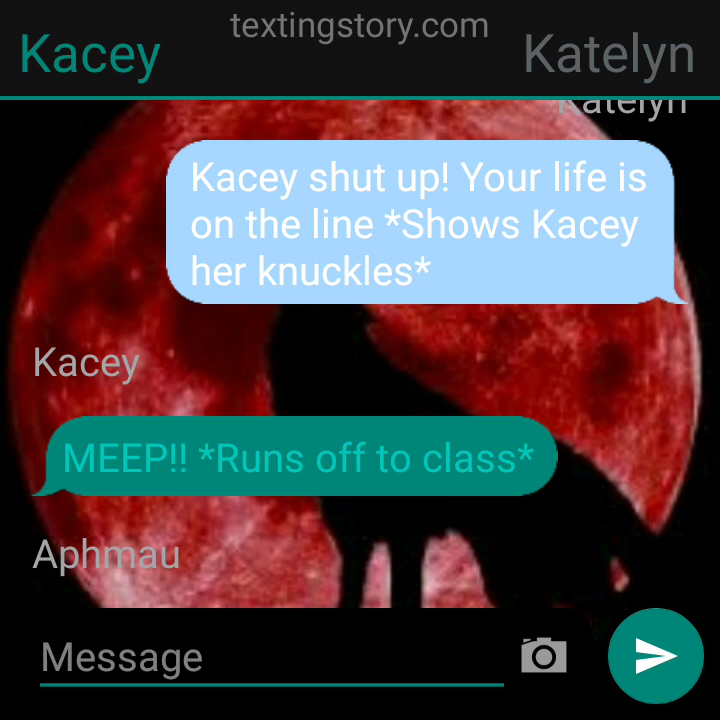 textingstory.com
Kacey
Katelyn
Katelyn
Kacey shut up! Your life is
on the line *Shows Kacey
her knuckles*
Kacey
MEEP!! *Runs off to class*
Aphmau
Message